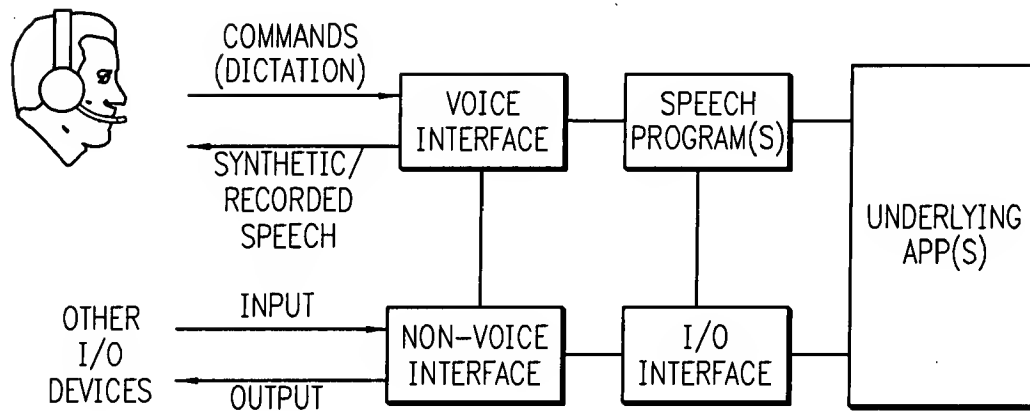 COMMANDS
(DICTATION)
VOICE
INTERFACE
SPEECH
PROGRAM(S)
SYNTHETIC/
RECORDED
SPEECH
UNDERLYING
APP(S)
OTHER
I/O
DEVICES
INPUT
OUTPUT
NON-VOICE
INTERFACE
I/O
INTERFACE